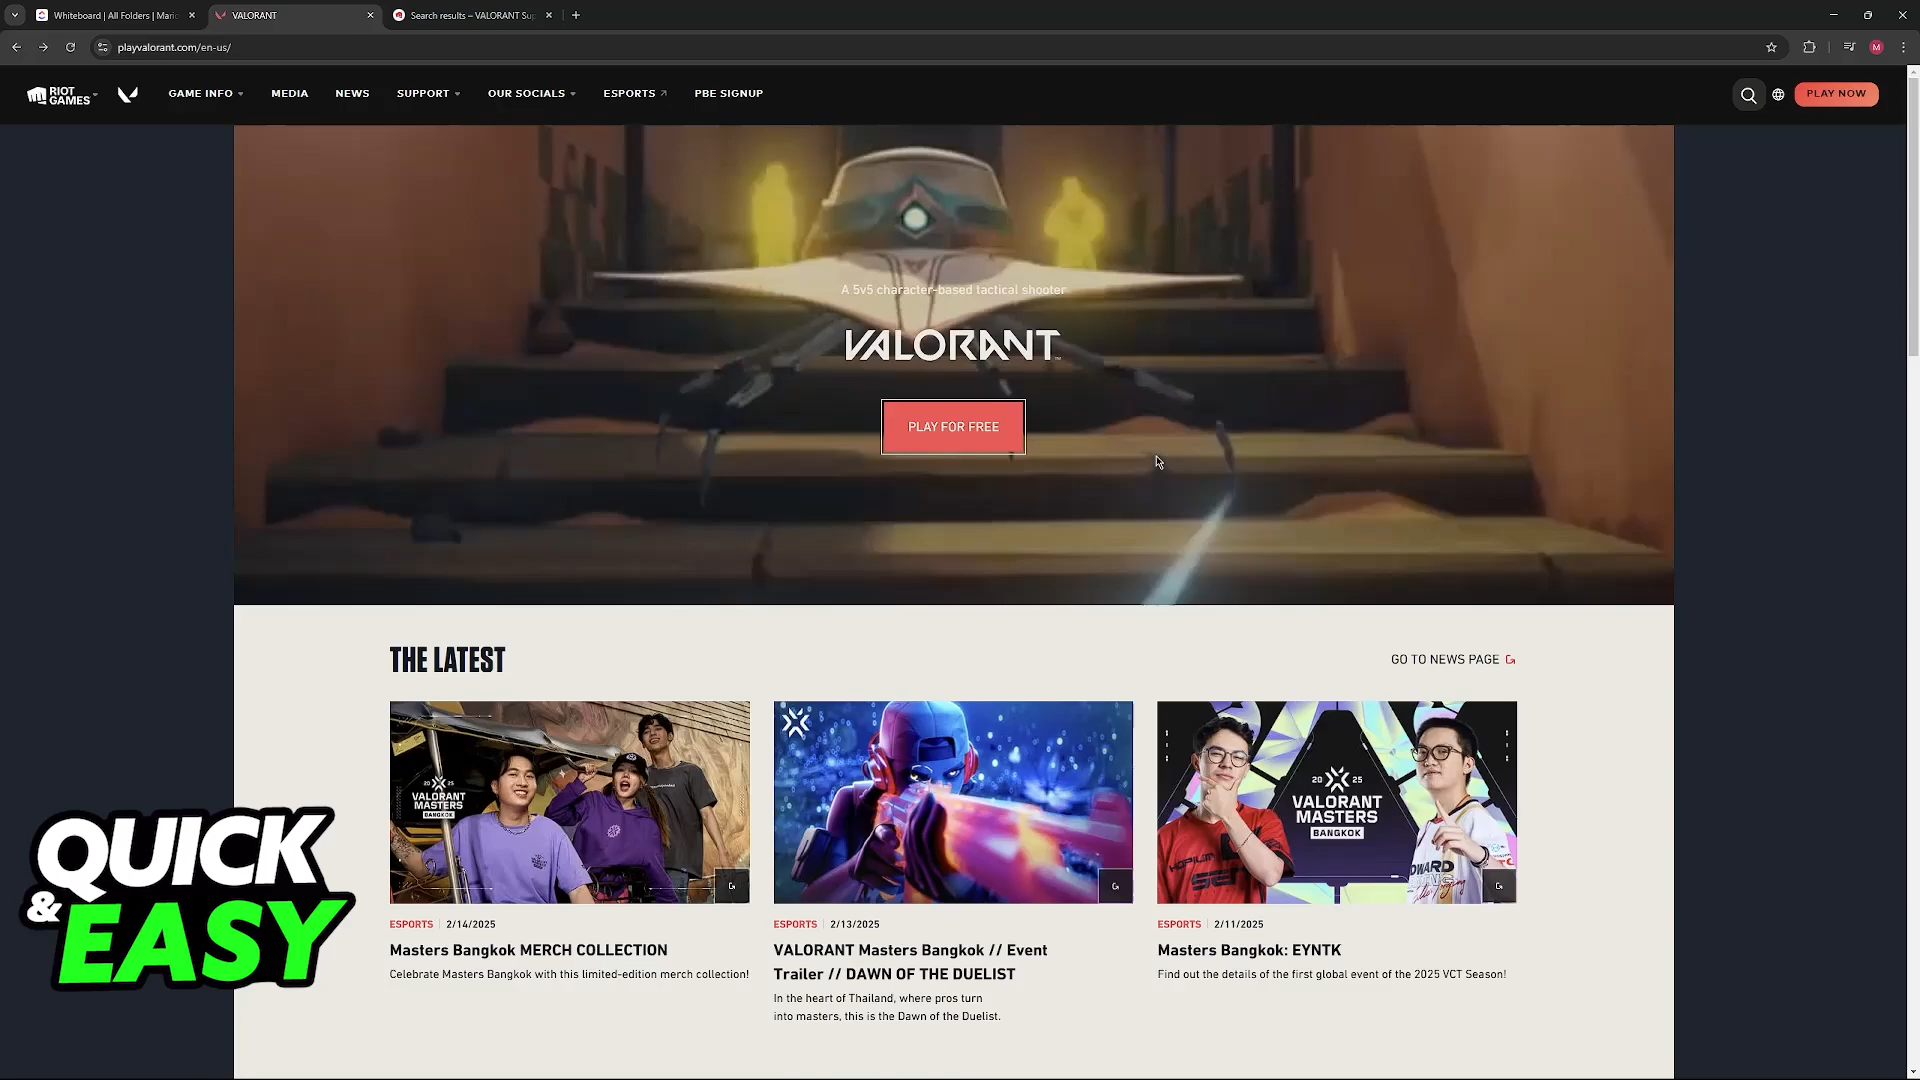 Whiteboard | All Folders | Mario
VALORANT
Search results – VALORANT Sup
M
playvalorant.com/en-us/
RIOT GAMES
GAME INFO
MEDIA
NEWS
SUPPORT
OUR SOCIALS
ESPORTS
PBE SIGNUP
PLAY NOW
A 5v5 character-based tactical shooter
VALORANT
PLAY FOR FREE
THE LATEST
GO TO NEWS PAGE
2025
VALORANT
MASTERS
BANGKOK
2025
VALORANT
MASTERS
BANGKOK
ESPORTS 2/14/2025
Masters Bangkok MERCH COLLECTION
Celebrate Masters Bangkok with this limited-edition merch collection!
ESPORTS 2/13/2025
VALORANT Masters Bangkok // Event
Trailer // DAWN OF THE DUELIST
In the heart of Thailand, where pros turn
into masters, this is the Dawn of the Duelist.
ESPORTS 2/11/2025
Masters Bangkok: EYNTK
Find out the details of the first global event of the 2025 VCT Season!
QUICK
& EASY